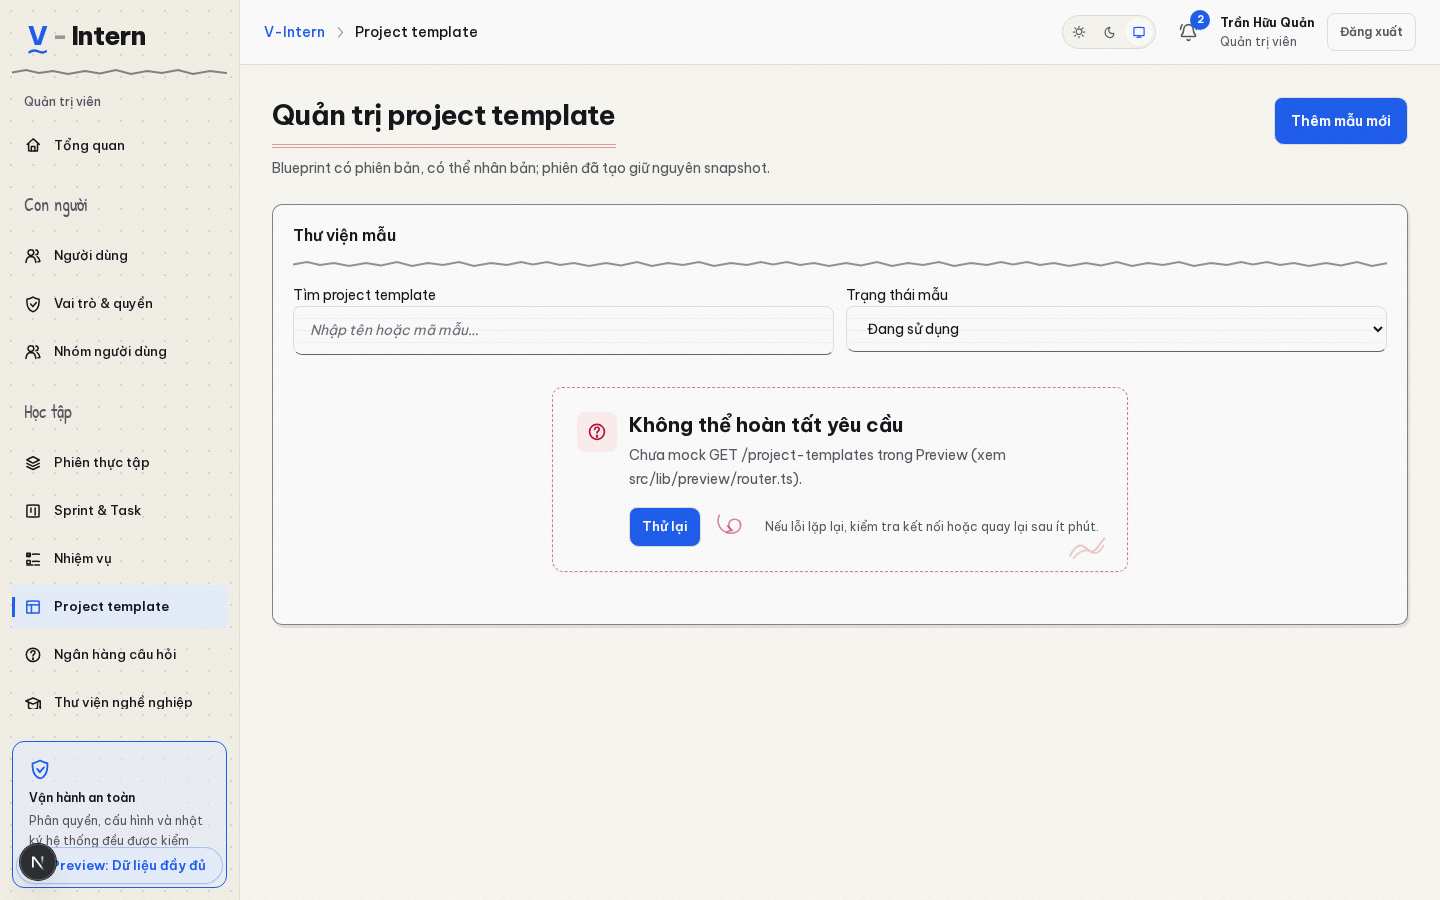 V - Intern
Quản trị viên
Tổng quan
Con người
Người dùng
Vai trò & quyền
Nhóm người dùng
Học tập
Phiên thực tập
Sprint & Task
Nhiệm vụ
Project template
Ngân hàng câu hỏi
Thư viện nghề nghiệp
Vận hành an toàn
Phân quyền, cấu hình và nhật
ký hệ thống đều được kiểm
Preview: Dữ liệu đầy đủ
V-Intern
Project template
2
Trần Hữu Quản
Quản trị viên
Đăng xuất
Quản trị project template
Thêm mẫu mới
Blueprint có phiên bản, có thể nhân bản; phiên đã tạo giữ nguyên snapshot.
Thư viện mẫu
Tìm project template
Trạng thái mẫu
Nhập tên hoặc mã mẫu...
Đang sử dụng
Không thể hoàn tất yêu cầu
Chưa mock GET /project-templates trong Preview (xem
src/lib/preview/router.ts).
Thử lại
Nếu lỗi lặp lại, kiểm tra kết nối hoặc quay lại sau ít phút.